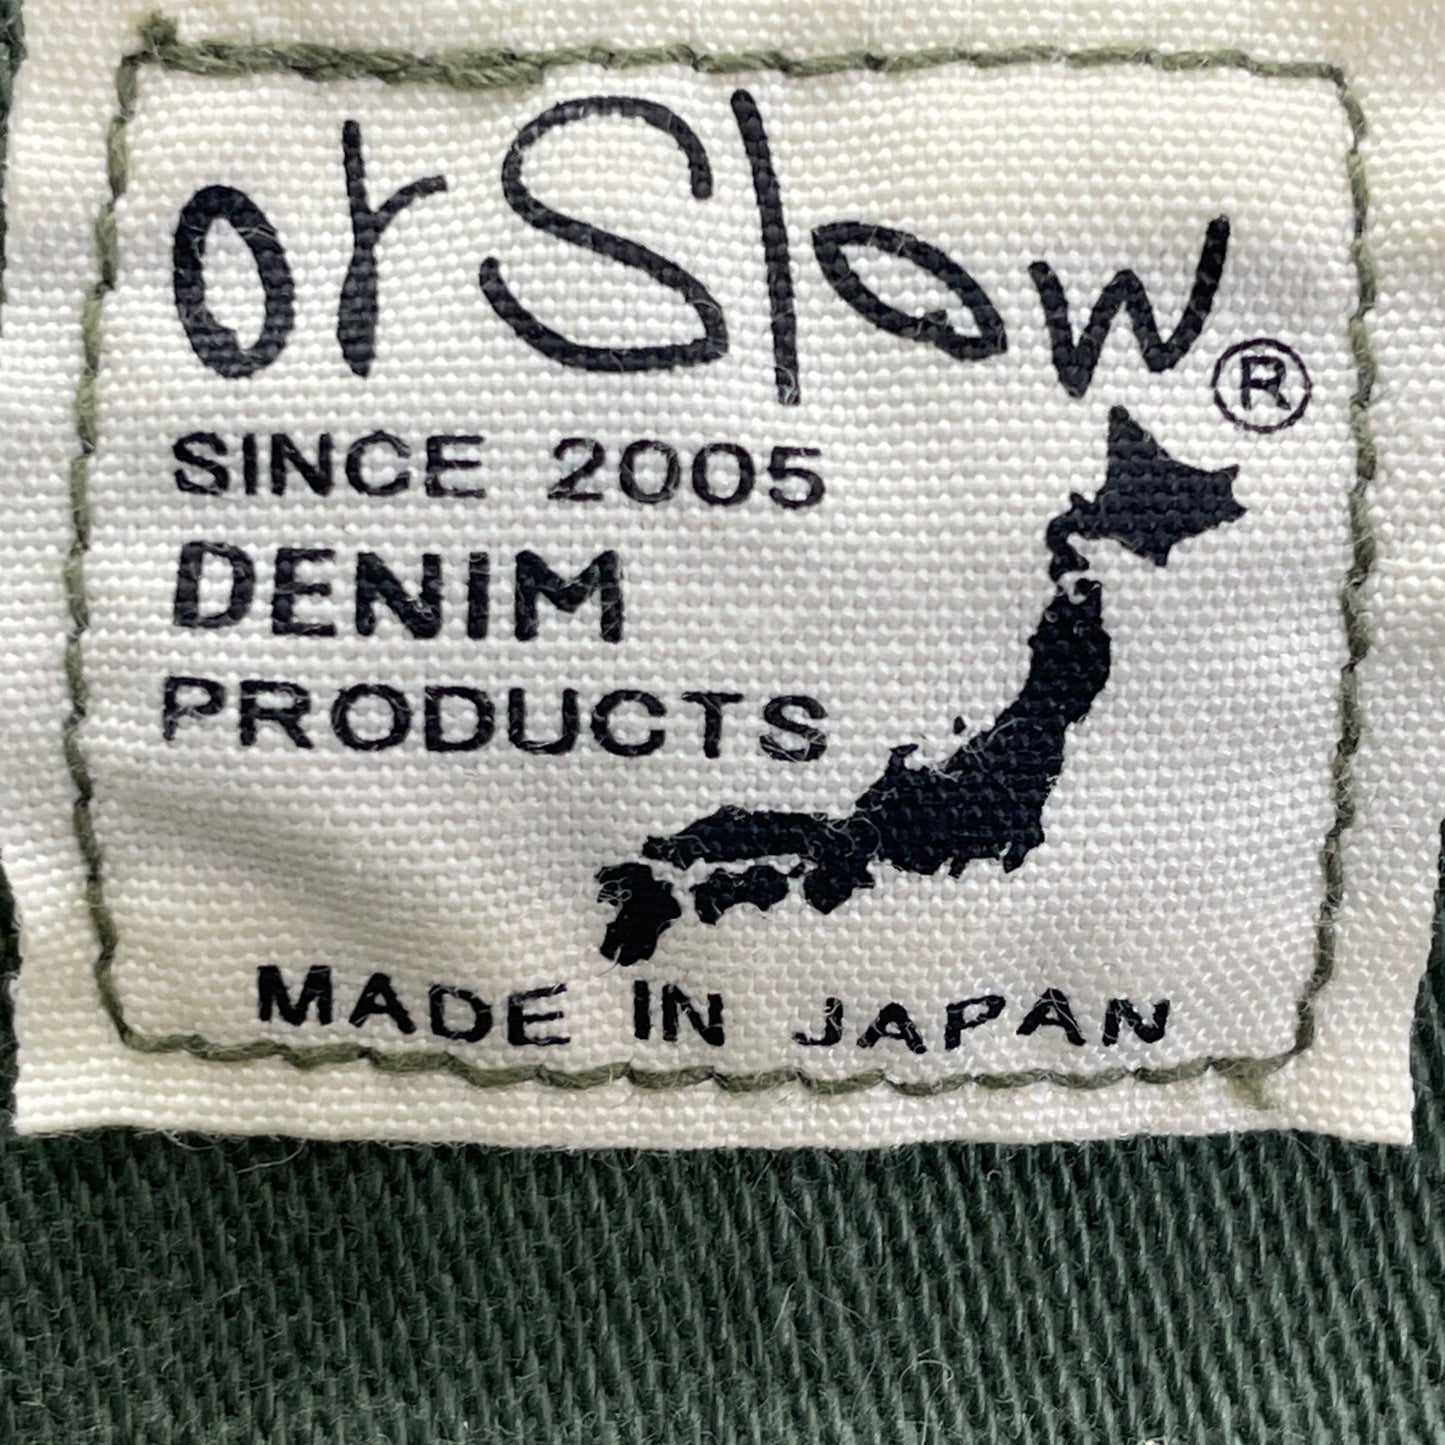 orSlow®
SINCE 2005
DENIM
PRODUCTS
MADE IN JAPAN